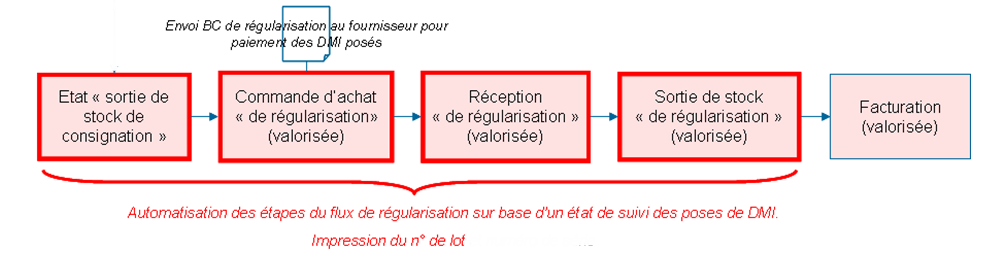 Envoi BC de régularisation au fournisseur pour
paiement des DMI posés
Etat « sortie de
stock de
consignation »
Commande d'achat
« de régularisation»
(valorisée)
Réception
« de régularisation »
(valorisée)
Sortie de stock
« de régularisation »
(valorisée)
Facturation
(valorisée)
Automatisation des étapes du flux de régularisation sur base d'un état de suivi des poses de DMI.
Impression du n° de lot